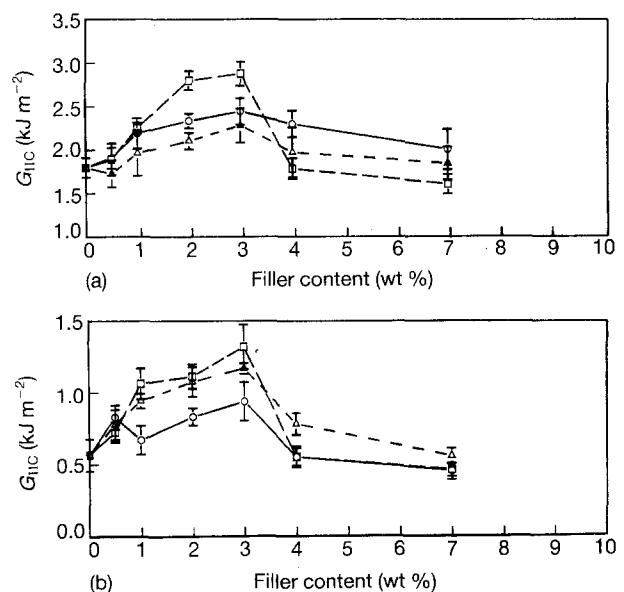 3.5
3.0
2.5
2.0
1.5
1.0
G_IIC (kJ m⁻²)
0 1 2 3 4 5 6 7 8 9 10
(a) Filler content (wt %)
1.5
1.0
0.5
0.0
G_IIC (kJ m⁻²)
0 1 2 3 4 5 6 7 8 9 10
(b) Filler content (wt %)